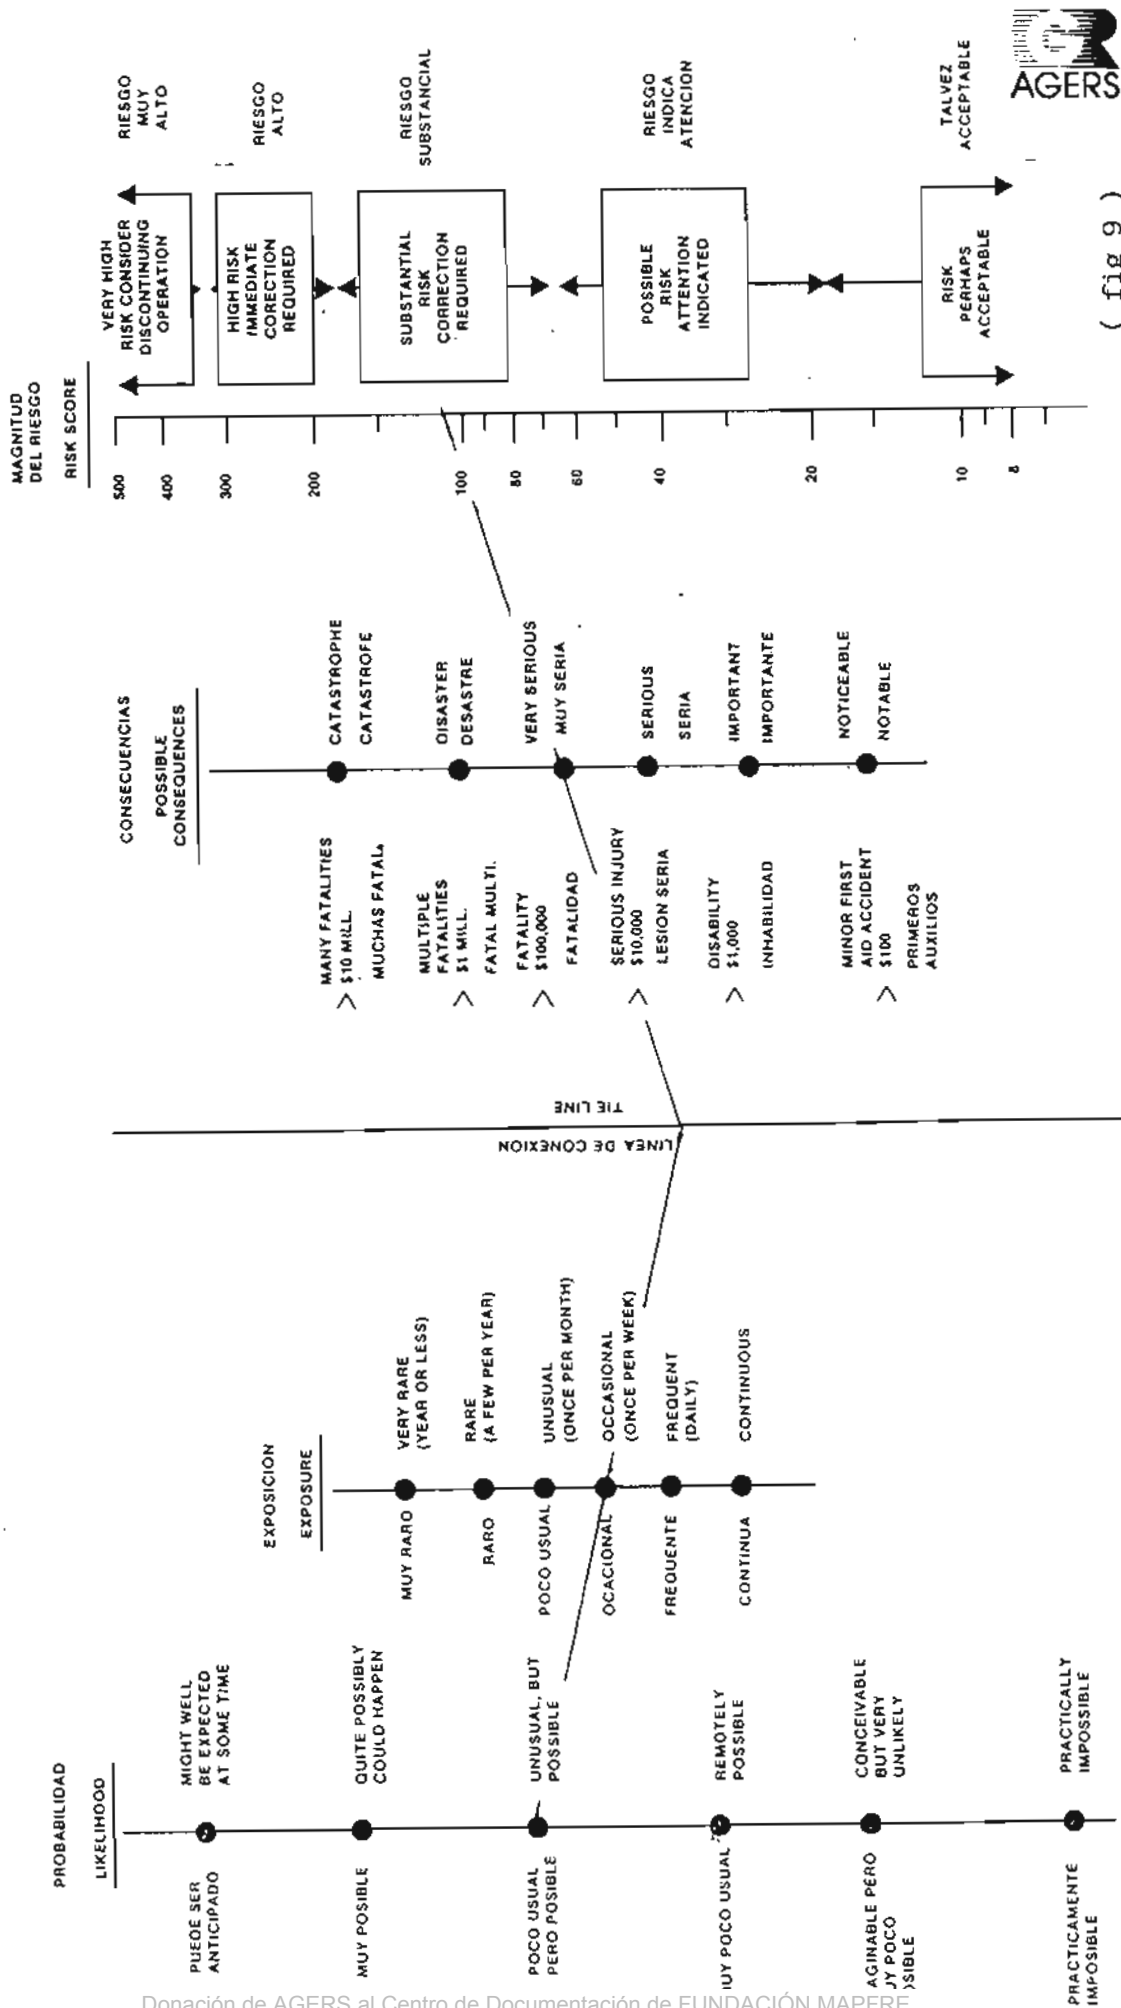 PROBABILIDAD
LIKELIHOOD
PUEDE SER
ANTICIPADO
MIGHT WELL
BE EXPECTED
AT SOME TIME
MUY POSIBLE
QUITE POSSIBLY
COULD HAPPEN
POCO USUAL
PERO POSIBLE
UNUSUAL, BUT
POSSIBLE
UY POCO USUAL
REMOTELY
POSSIBLE
AGINABLE PERO
UY POCO
SIBLE
CONCEIVABLE
BUT VERY
UNLIKELY
PRACTICAMENTE
IMPOSIBLE
PRACTICALLY
IMPOSSIBLE
EXPOSICION
EXPOSURE
MUY RARO
VERY RARE
(YEAR OR LESS)
RARO
RARE
(A FEW PER YEAR)
POCO USUAL
UNUSUAL
(ONCE PER MONTH)
OCACIONAL
OCCASIONAL
(ONCE PER WEEK)
FREQUENTE
FREQUENT
(DAILY)
CONTINUA
CONTINUOUS
LINEA DE CONEXION
TIE LINE
CONSECUENCIAS
POSSIBLE
CONSEQUENCES
MANY FATALITIES
> $10 MILL.
MUCHAS FATAL.
CATASTROPHE
CATASTROFE
MULTIPLE
FATALITIES
> $1 MILL.
FATAL MULTI.
DISASTER
DESASTRE
FATALITY
> $100,000
FATALIDAD
VERY SERIOUS
MUY SERIA
SERIOUS INJURY
> $10,000
LESION SERIA
SERIOUS
SERIA
DISABILITY
> $1,000
INHABILIDAD
IMPORTANT
IMPORTANTE
MINOR FIRST
AID ACCIDENT
> $100
PRIMEROS
AUXILIOS
NOTICEABLE
NOTABLE
MAGNITUD
DEL RIESGO
RISK SCORE
500
400
300
200
100
80
60
40
20
10
8
VERY HIGH
RISK CONSIDER
DISCONTINUING
OPERATION
RIESGO
MUY
ALTO
HIGH RISK
IMMEDIATE
CORECTION
REQUIRED
RIESGO
ALTO
SUBSTANTIAL
RISK
CORRECTION
REQUIRED
RIESGO
SUBSTANCIAL
POSSIBLE
RISK
ATTENTION
INDICATED
RIESGO
INDICA
ATENCION
RISK
PERHAPS
ACCEPTABLE
TALVEZ
ACCEPTABLE
( fig 9 )
GR
AGERS
Donación de AGERS al Centro de Documentación de FUNDACIÓN MAPFRE